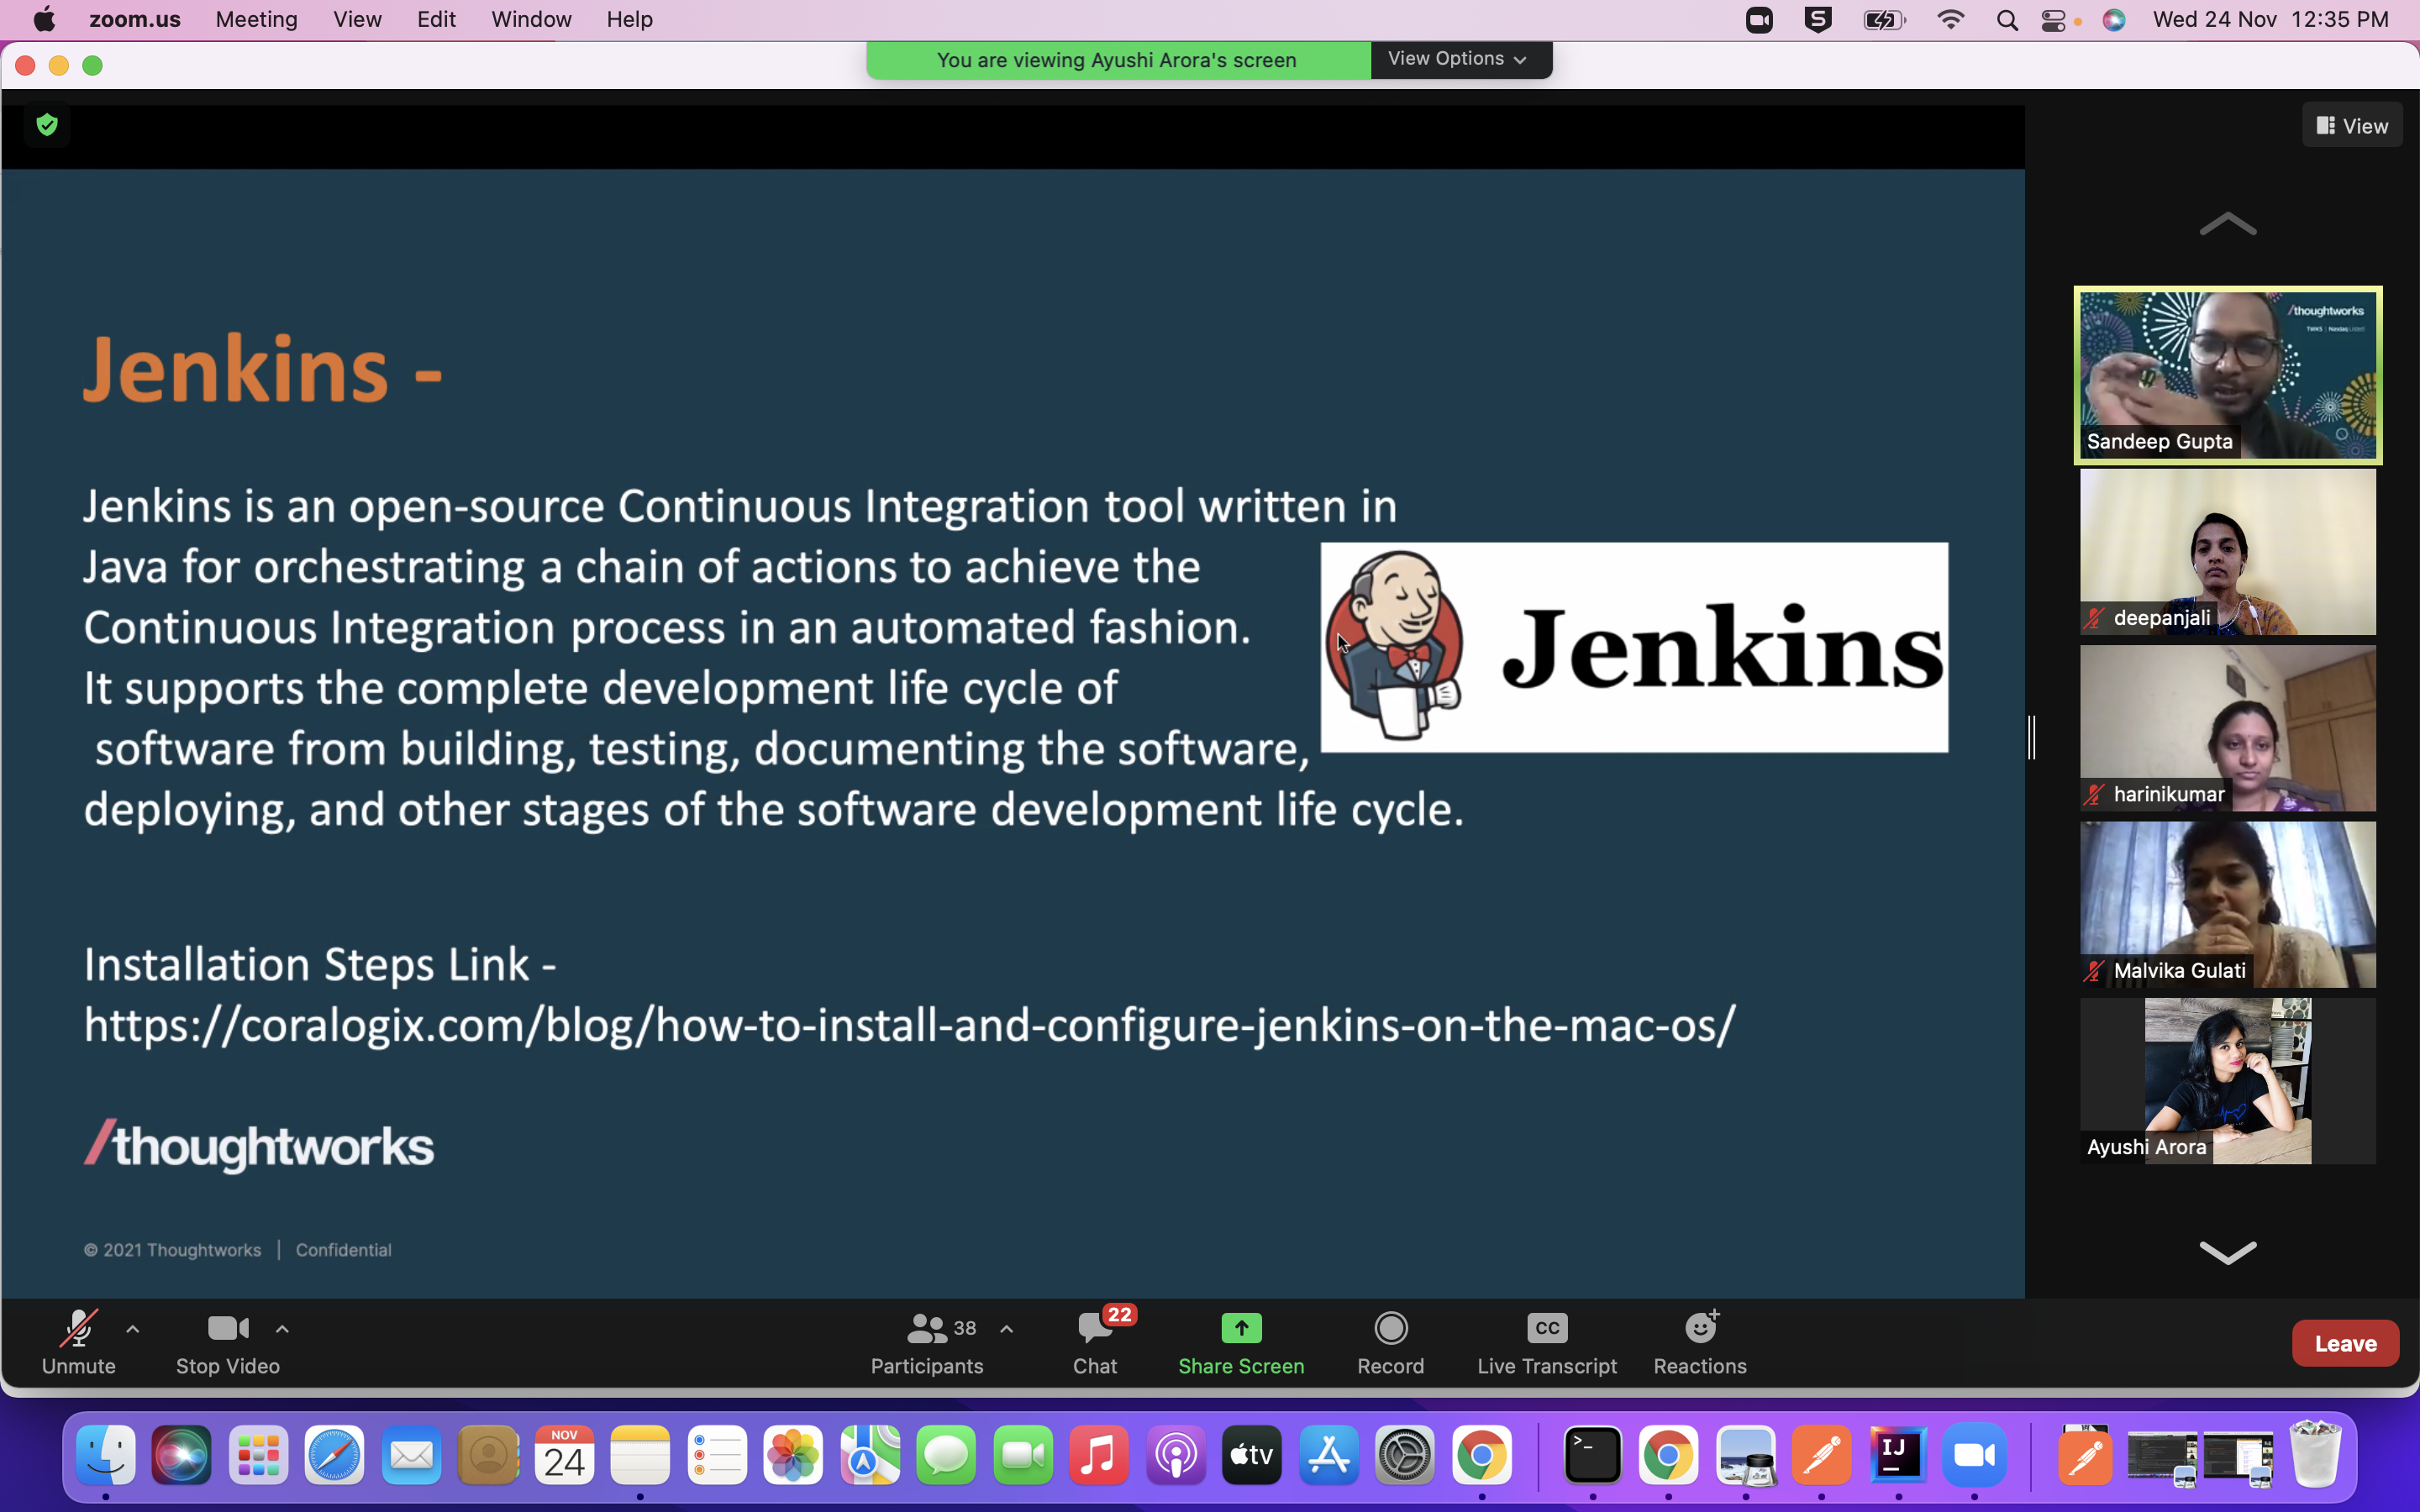 zoom.us Meeting View Edit Window Help
S
Wed 24 Nov 12:35 PM
You are viewing Ayushi Arora's screen
View Options
View
Jenkins -
Jenkins is an open-source Continuous Integration tool written in
Java for orchestrating a chain of actions to achieve the
Continuous Integration process in an automated fashion.
It supports the complete development life cycle of
software from building, testing, documenting the software,
deploying, and other stages of the software development life cycle.
Jenkins
Installation Steps Link -
https://coralogix.com/blog/how-to-install-and-configure-jenkins-on-the-mac-os/
/thoughtworks
© 2021 Thoughtworks | Confidential
/thoughtworks
Sandeep Gupta
deepanjali
harinikumar
Malvika Gulati
Ayushi Arora
Unmute
Stop Video
38
Participants
22
Chat
Share Screen
Record
CC
Live Transcript
Reactions
Leave
NOV
24
tv
>_
IJ